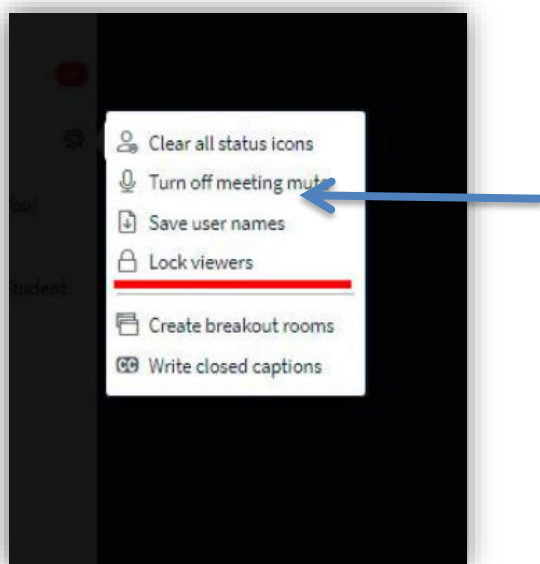 Clear all status icons
Turn off meeting mute
Save user names
Lock viewers
Create breakout rooms
Write closed captions